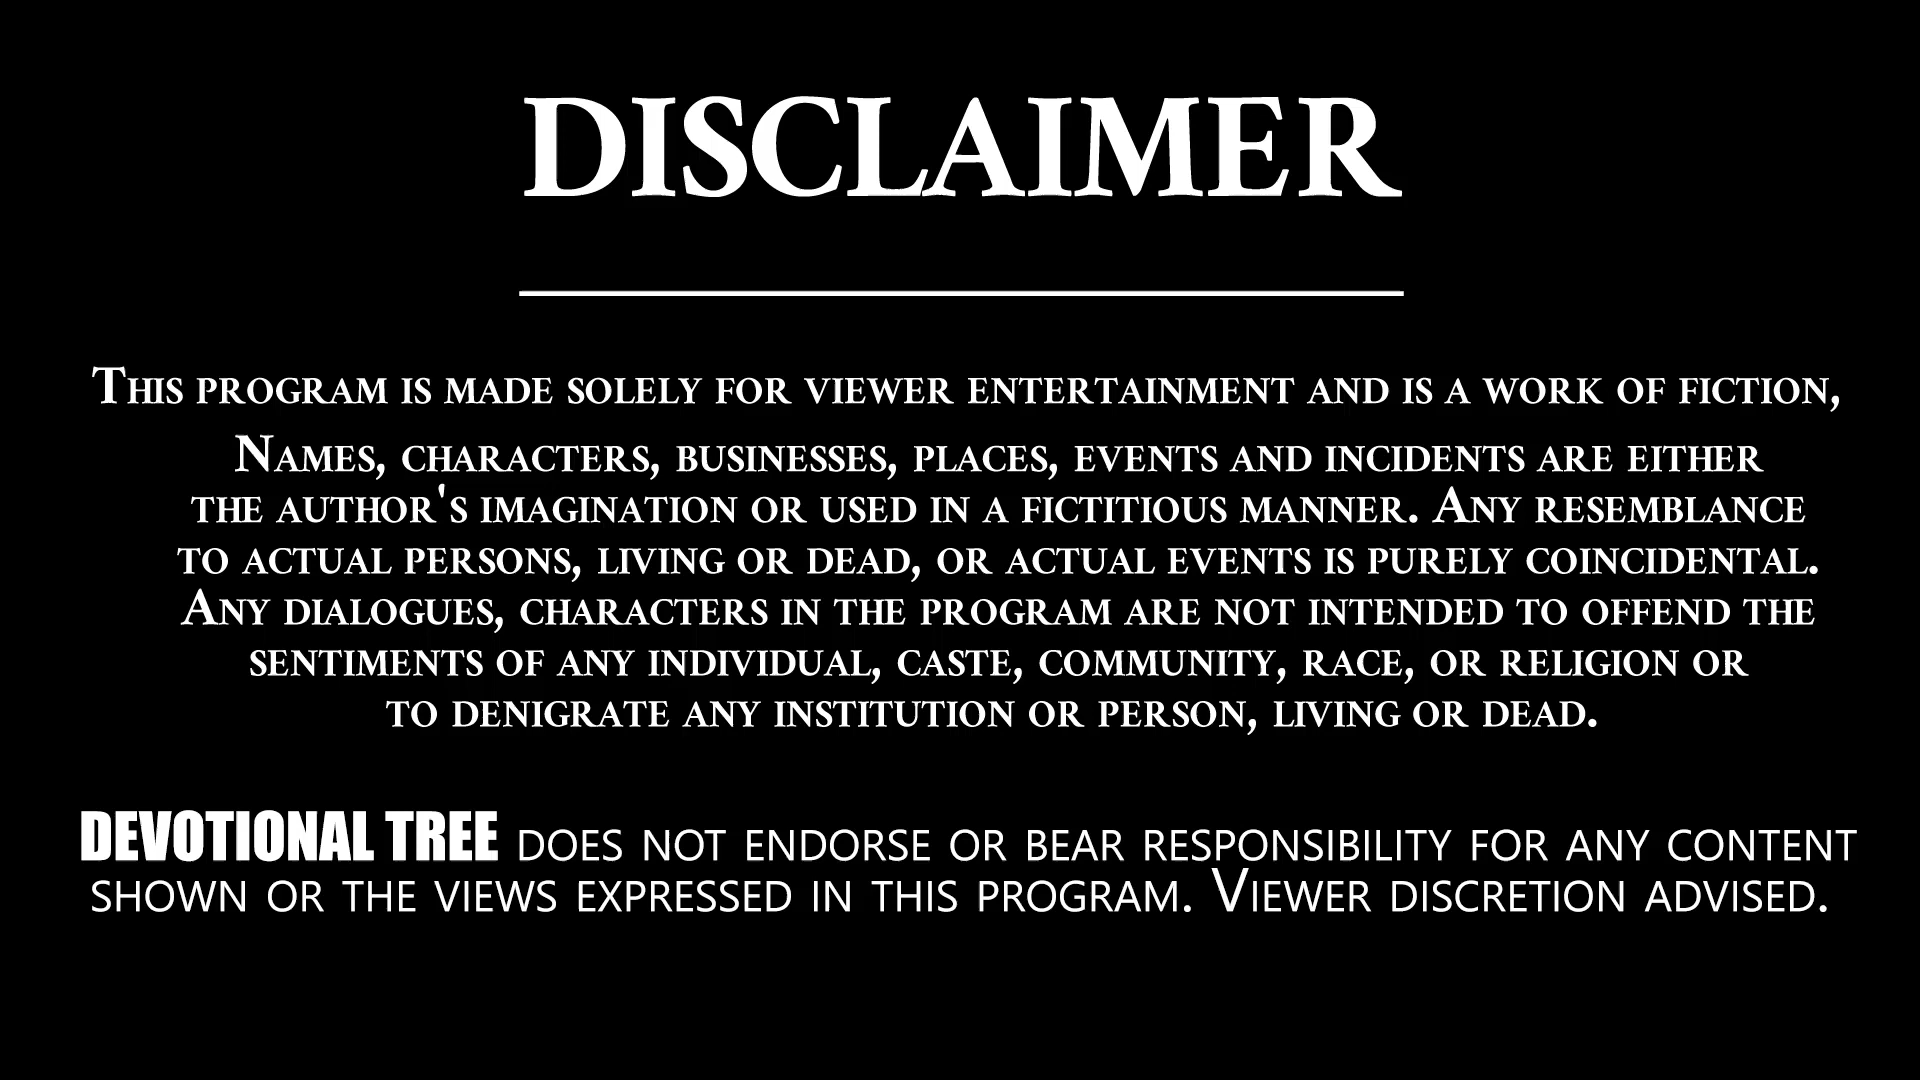 DISCLAIMER
This program is made solely for viewer entertainment and is a work of fiction,
Names, characters, businesses, places, events and incidents are either
the author's imagination or used in a fictitious manner. Any resemblance
to actual persons, living or dead, or actual events is purely coincidental.
Any dialogues, characters in the program are not intended to offend the
sentiments of any individual, caste, community, race, or religion or
to denigrate any institution or person, living or dead.
DEVOTIONAL TREE does not endorse or bear responsibility for any content
shown or the views expressed in this program. Viewer discretion advised.